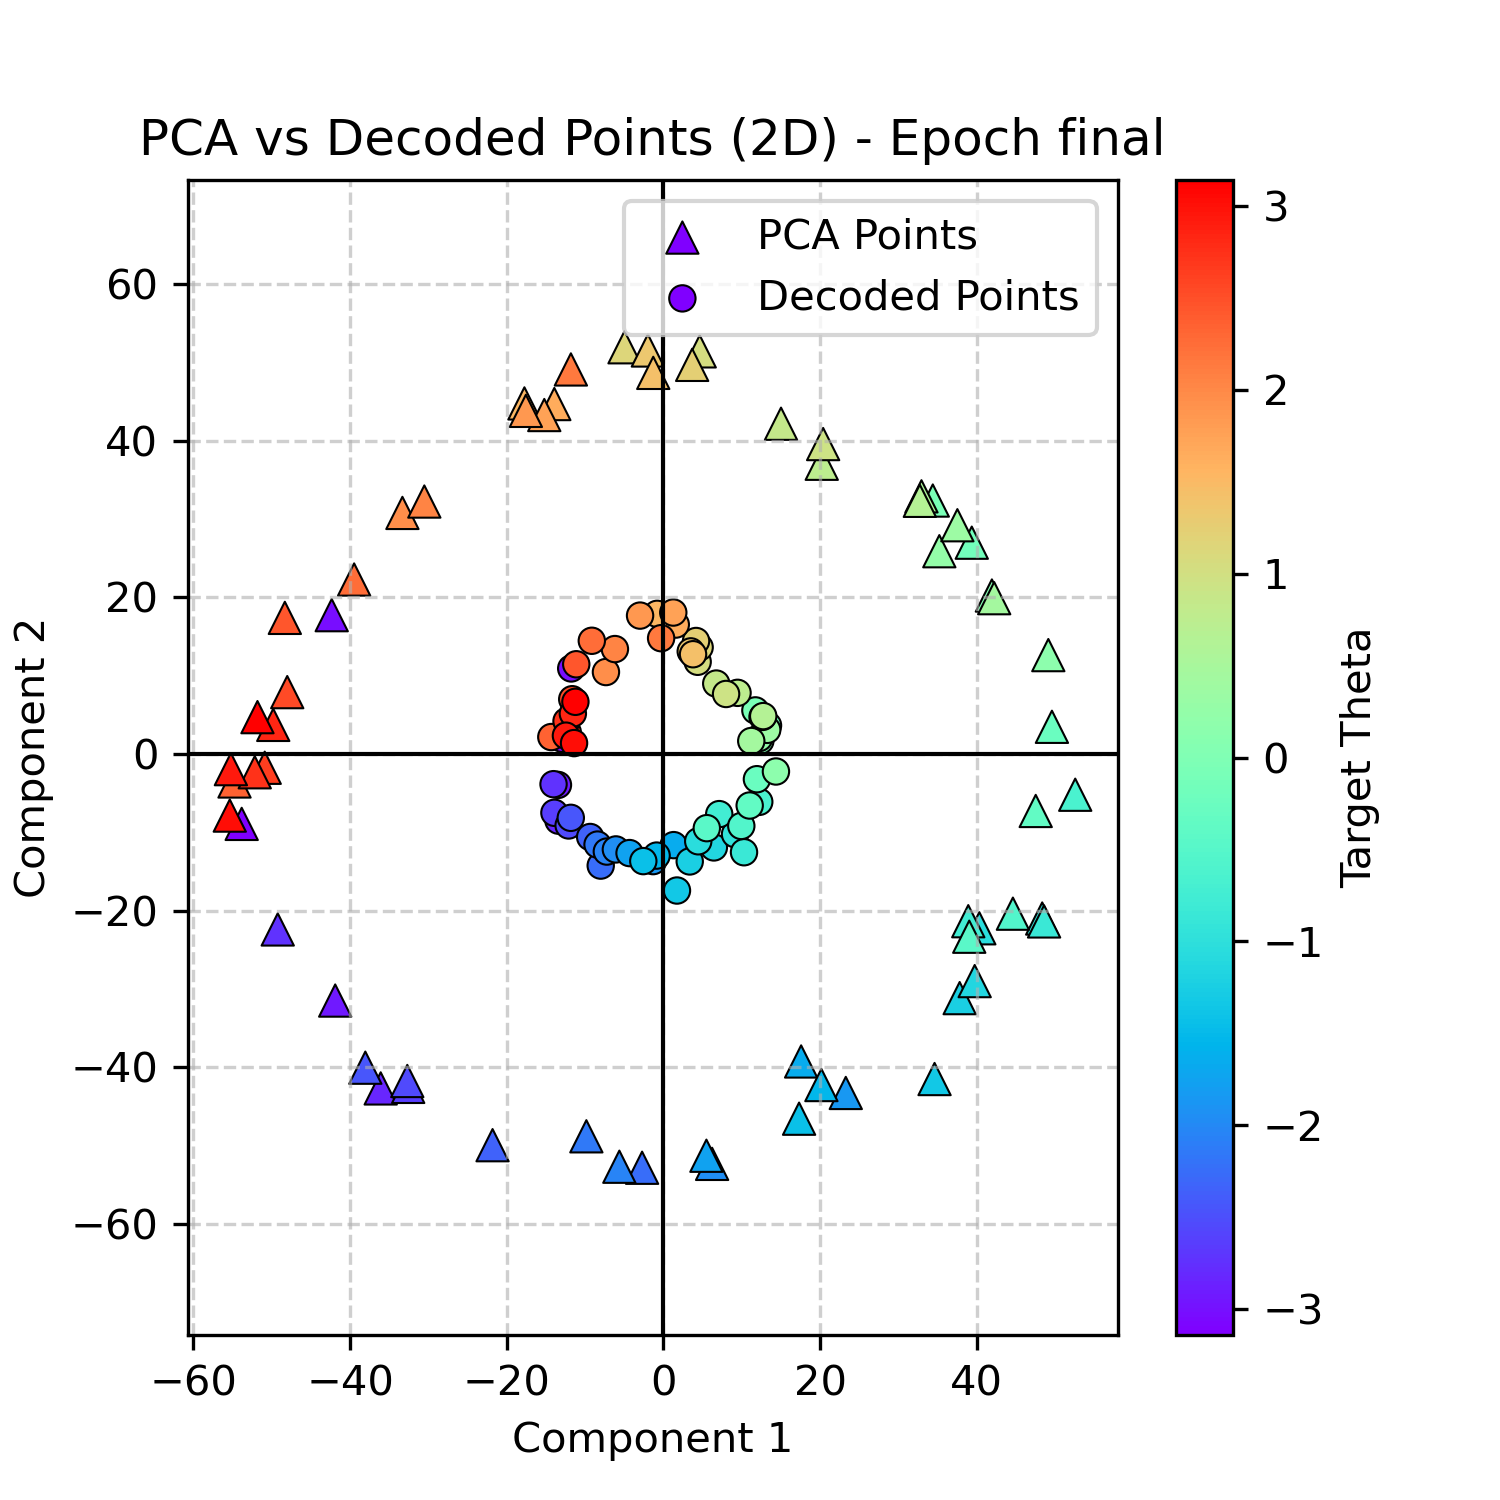 PCA vs Decoded Points (2D) - Epoch final
PCA Points
Decoded Points
60
40
20
0
−20
−40
−60
Component 2
−60 −40 −20 0 20 40
Component 1
3
2
1
0
−1
−2
−3
Target Theta